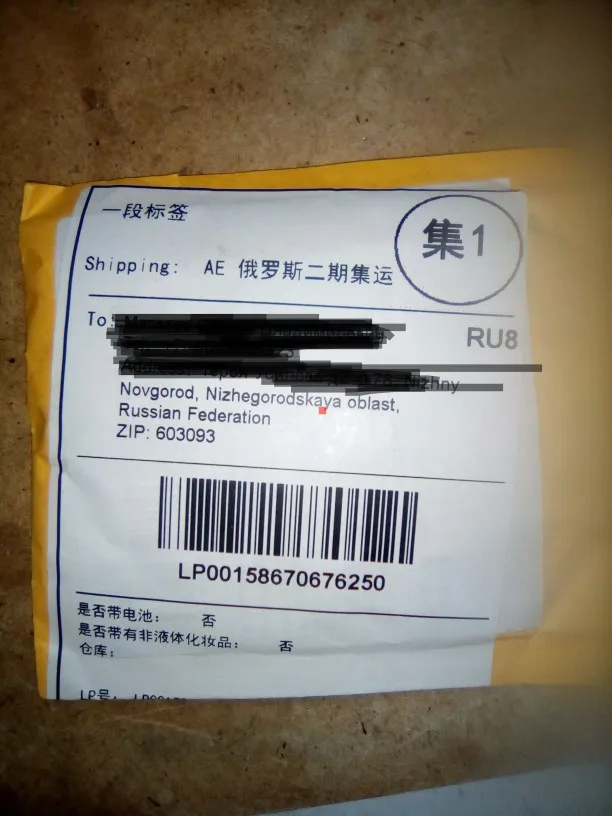 一段标签
集1
Shipping: AE 俄罗斯二期集运
To:
RU8
Nizhny
Novgorod, Nizhegorodskaya oblast,
Russian Federation
ZIP: 603093
LP00158670676250
是否带电池: 否
是否带有非液体化妆品: 否
仓库:
LP号: